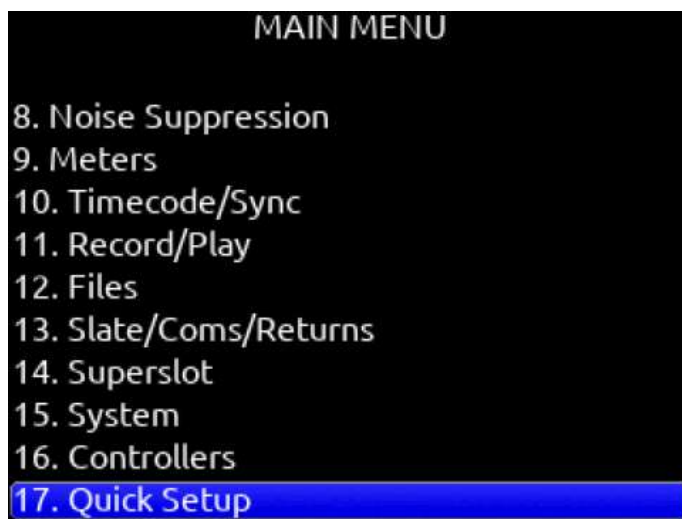 MAIN MENU
8. Noise Suppression
9. Meters
10. Timecode/Sync
11. Record/Play
12. Files
13. Slate/Coms/Returns
14. Superslot
15. System
16. Controllers
17. Quick Setup